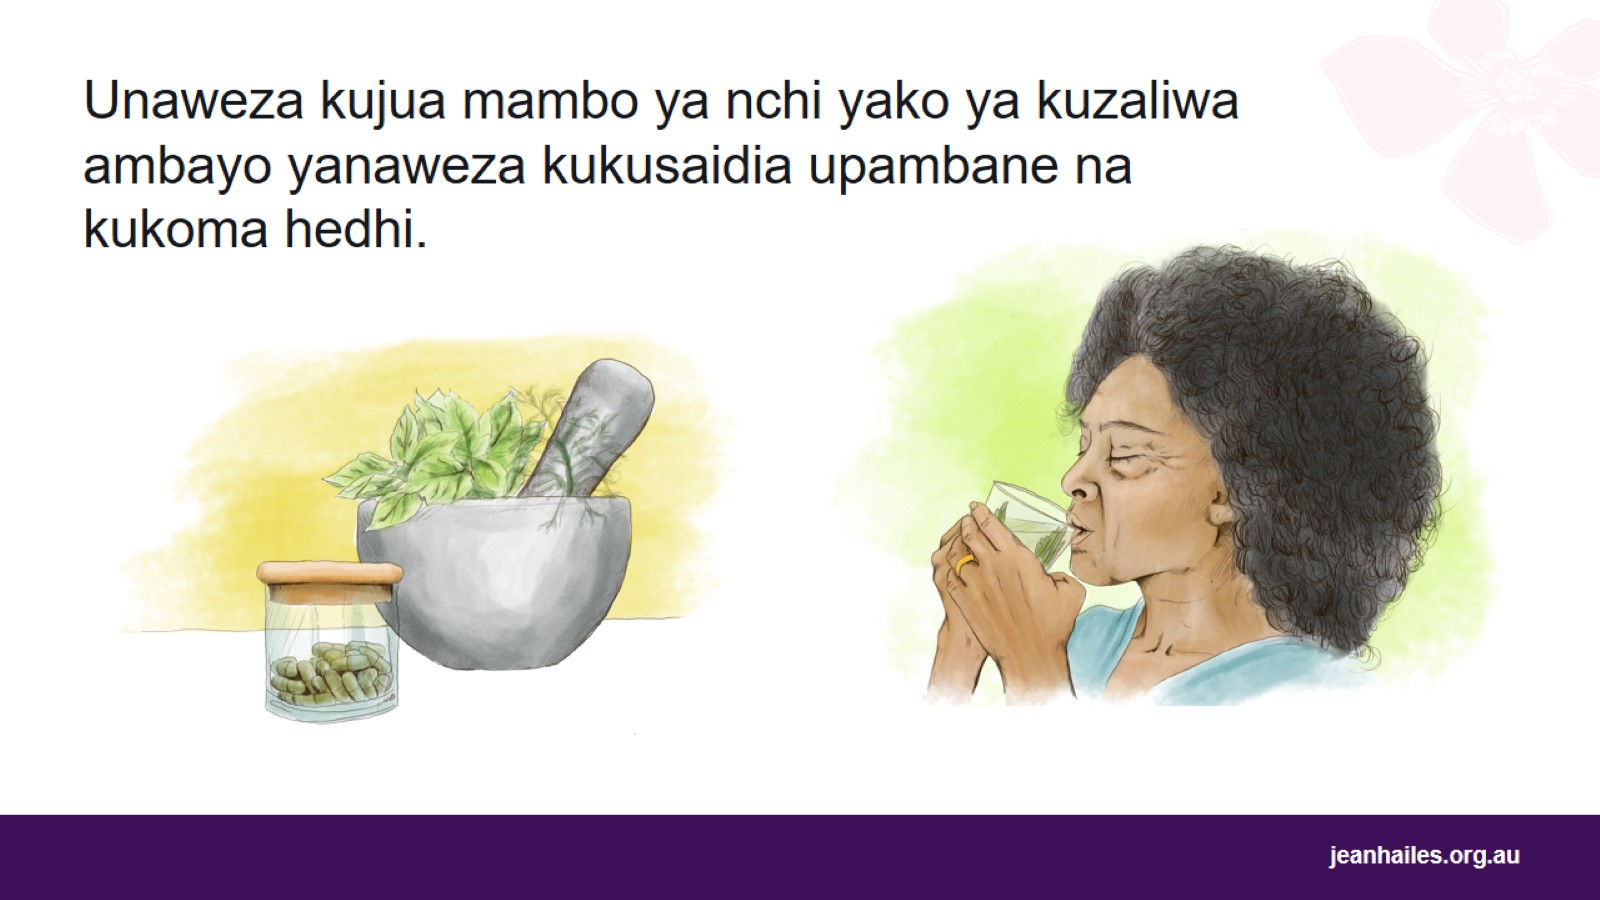 Unaweza kujua mambo ya nchi yako ya kuzaliwa
ambayo yanaweza kukusaidia upambane na
kukoma hedhi.
jeanhailes.org.au